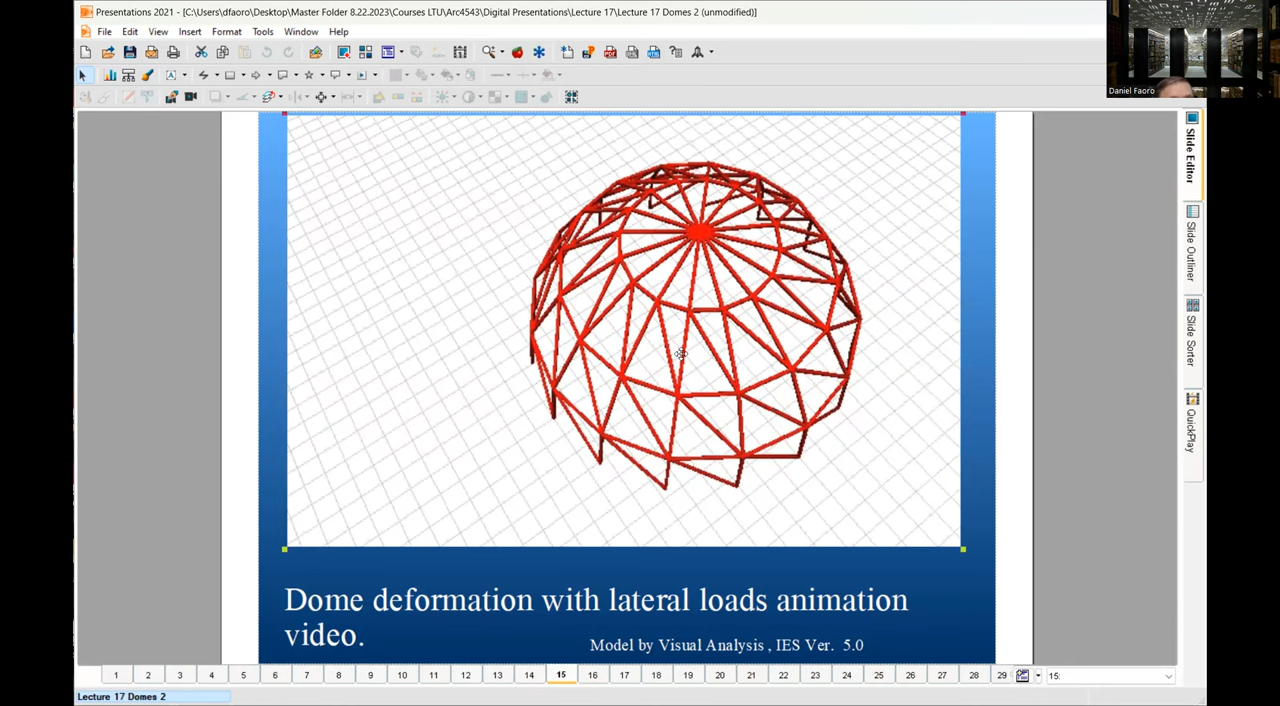 Presentations 2021 - [C:\Users\dfaoro\Desktop\Master Folder 8.22.2023\Courses LTU\Arc4543\Digital Presentations\Lecture 17\Lecture 17 Domes 2 (unmodified)]
File Edit View Insert Format Tools Window Help
Daniel Faoro
Slide Editor
Slide Outliner
Slide Sorter
QuickPlay
Dome deformation with lateral loads animation
video.
Model by Visual Analysis , IES Ver. 5.0
1 2 3 4 5 6 7 8 9 10 11 12 13 14 15 16 17 18 19 20 21 22 23 24 25 26 27 28 29 15:
Lecture 17 Domes 2